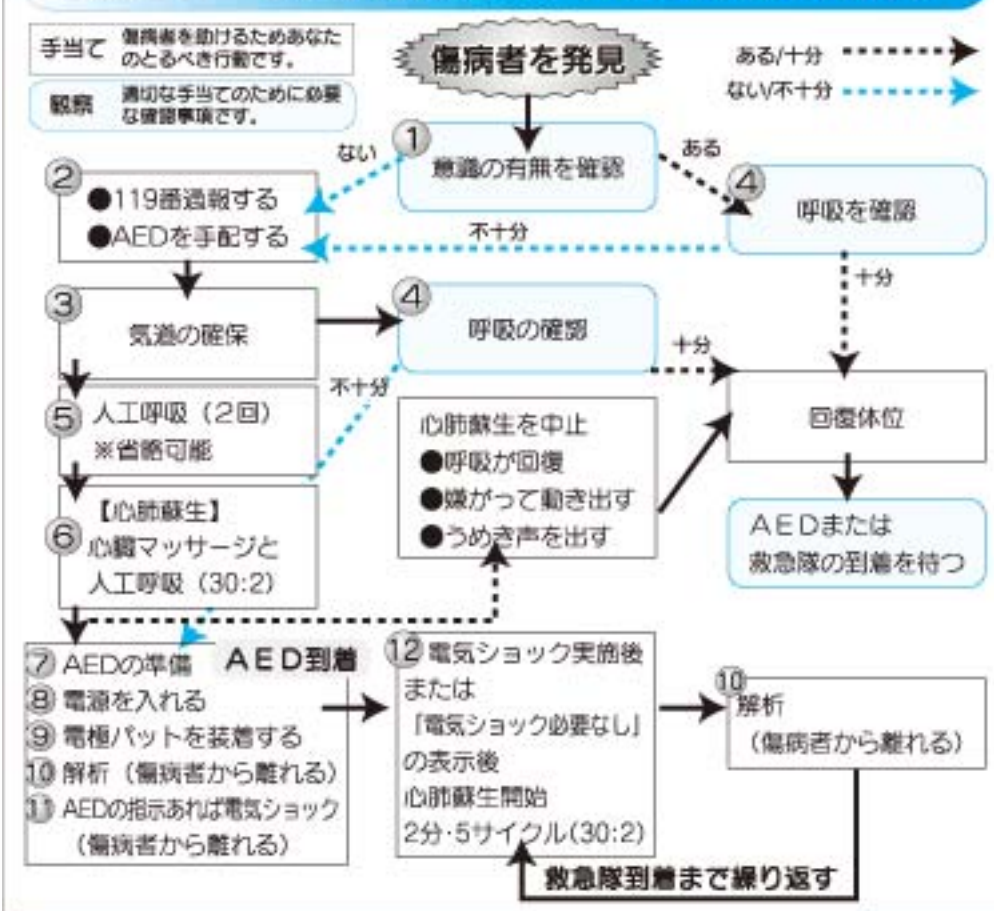 手当て 傷病者を助けるためあなた
のとるべき行動です。
観察 適切な手当てのために必要
な確認事項です。
傷病者を発見
ある/十分
ない/不十分
① 意識の有無を確認
ない
ある
② ●119番通報する
●AEDを手配する
④ 呼吸を確認
不十分
十分
③ 気道の確保
④ 呼吸の確認
十分
不十分
⑤ 人工呼吸（2回）
※省略可能
心肺蘇生を中止
●呼吸が回復
●嫌がって動き出す
●うめき声を出す
回復体位
⑥ 【心肺蘇生】
心臓マッサージと
人工呼吸（30:2）
AEDまたは
救急隊の到着を待つ
AED到着
⑦ AEDの準備
⑧ 電源を入れる
⑨ 電極パットを装着する
⑩ 解析（傷病者から離れる）
⑪ AEDの指示あれば電気ショック
（傷病者から離れる）
⑫ 電気ショック実施後
または
「電気ショック必要なし」
の表示後
心肺蘇生開始
2分・5サイクル(30:2)
⑩ 解析
（傷病者から離れる）
救急隊到着まで繰り返す